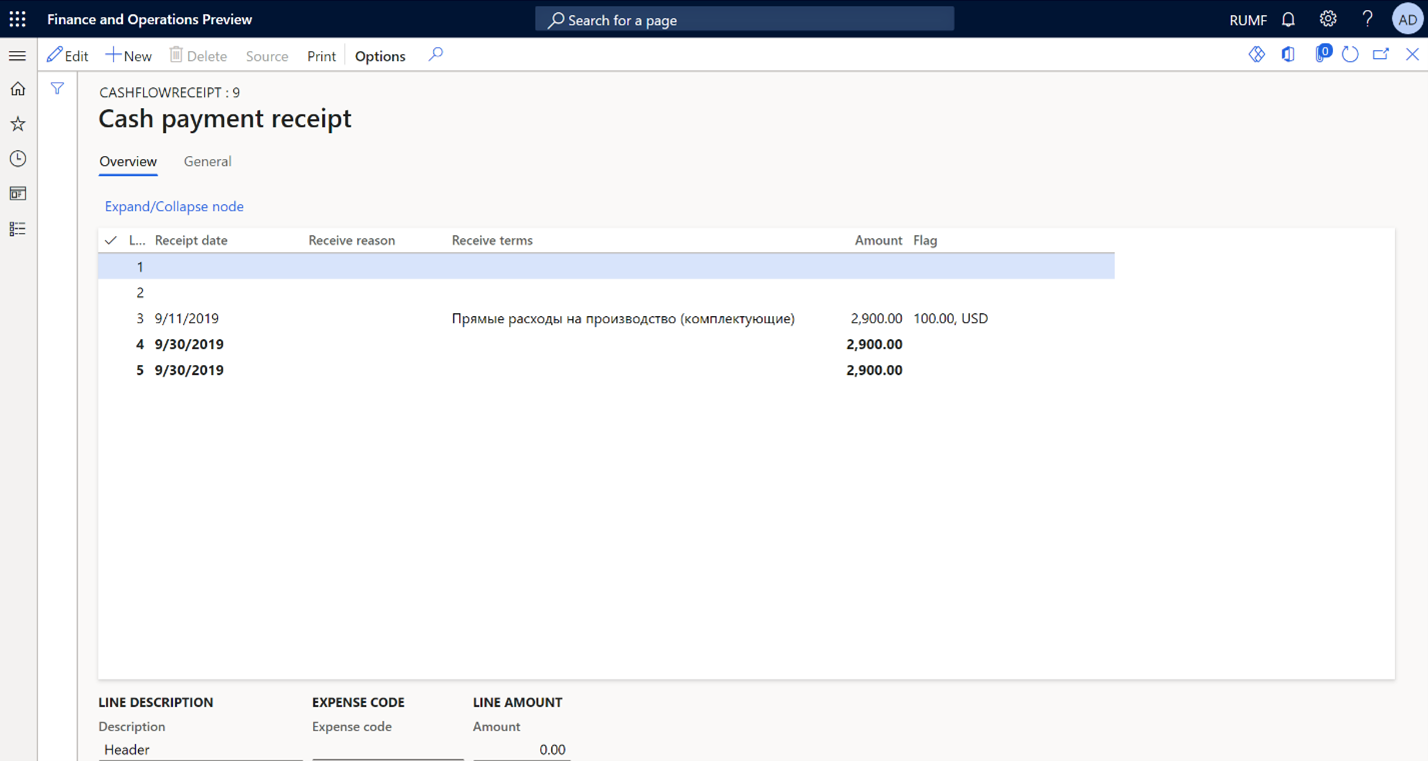 Finance and Operations Preview
Search for a page
RUMF
?
AD
Edit
New
Delete
Source
Print
Options
0
CASHFLOWRECEIPT : 9
Cash payment receipt
Overview General
Expand/Collapse node
L... Receipt date Receive reason Receive terms Amount Flag
1
2
3 9/11/2019 Прямые расходы на производство (комплектующие) 2,900.00 100.00, USD
4 9/30/2019 2,900.00
5 9/30/2019 2,900.00
LINE DESCRIPTION EXPENSE CODE LINE AMOUNT
Description Expense code Amount
Header 0.00